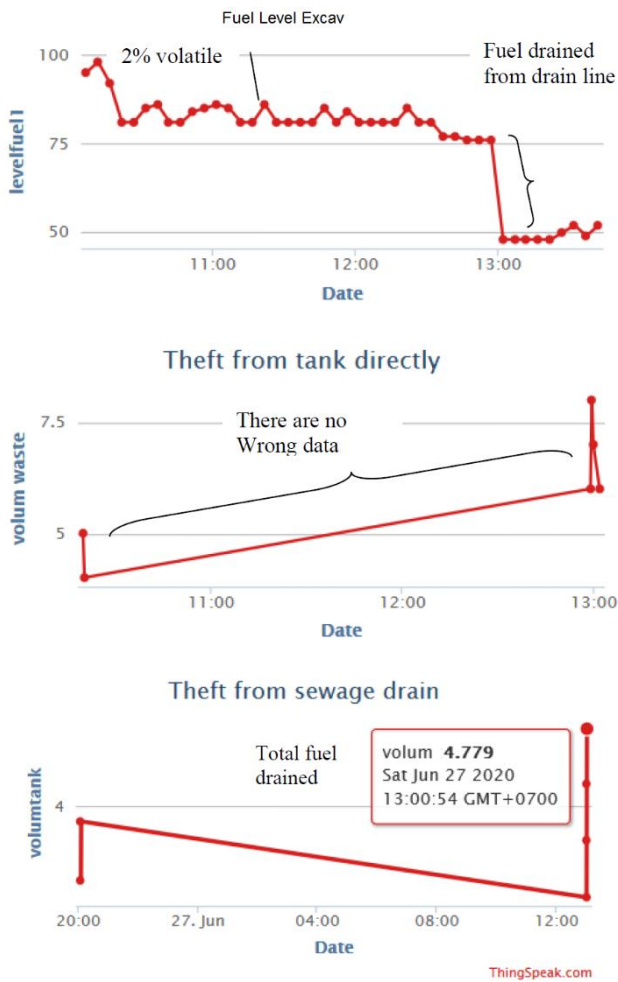 Fuel Level Excav
100
75
50
levelfuel1
2% volatile
Fuel drained
from drain line
11:00
12:00
13:00
Date
Theft from tank directly
7.5
5
volum waste
There are no
Wrong data
11:00
12:00
13:00
Date
Theft from sewage drain
4
volumtank
Total fuel
drained
volum 4.779
Sat Jun 27 2020
13:00:54 GMT+0700
20:00
27. Jun
04:00
08:00
12:00
Date
ThingSpeak.com